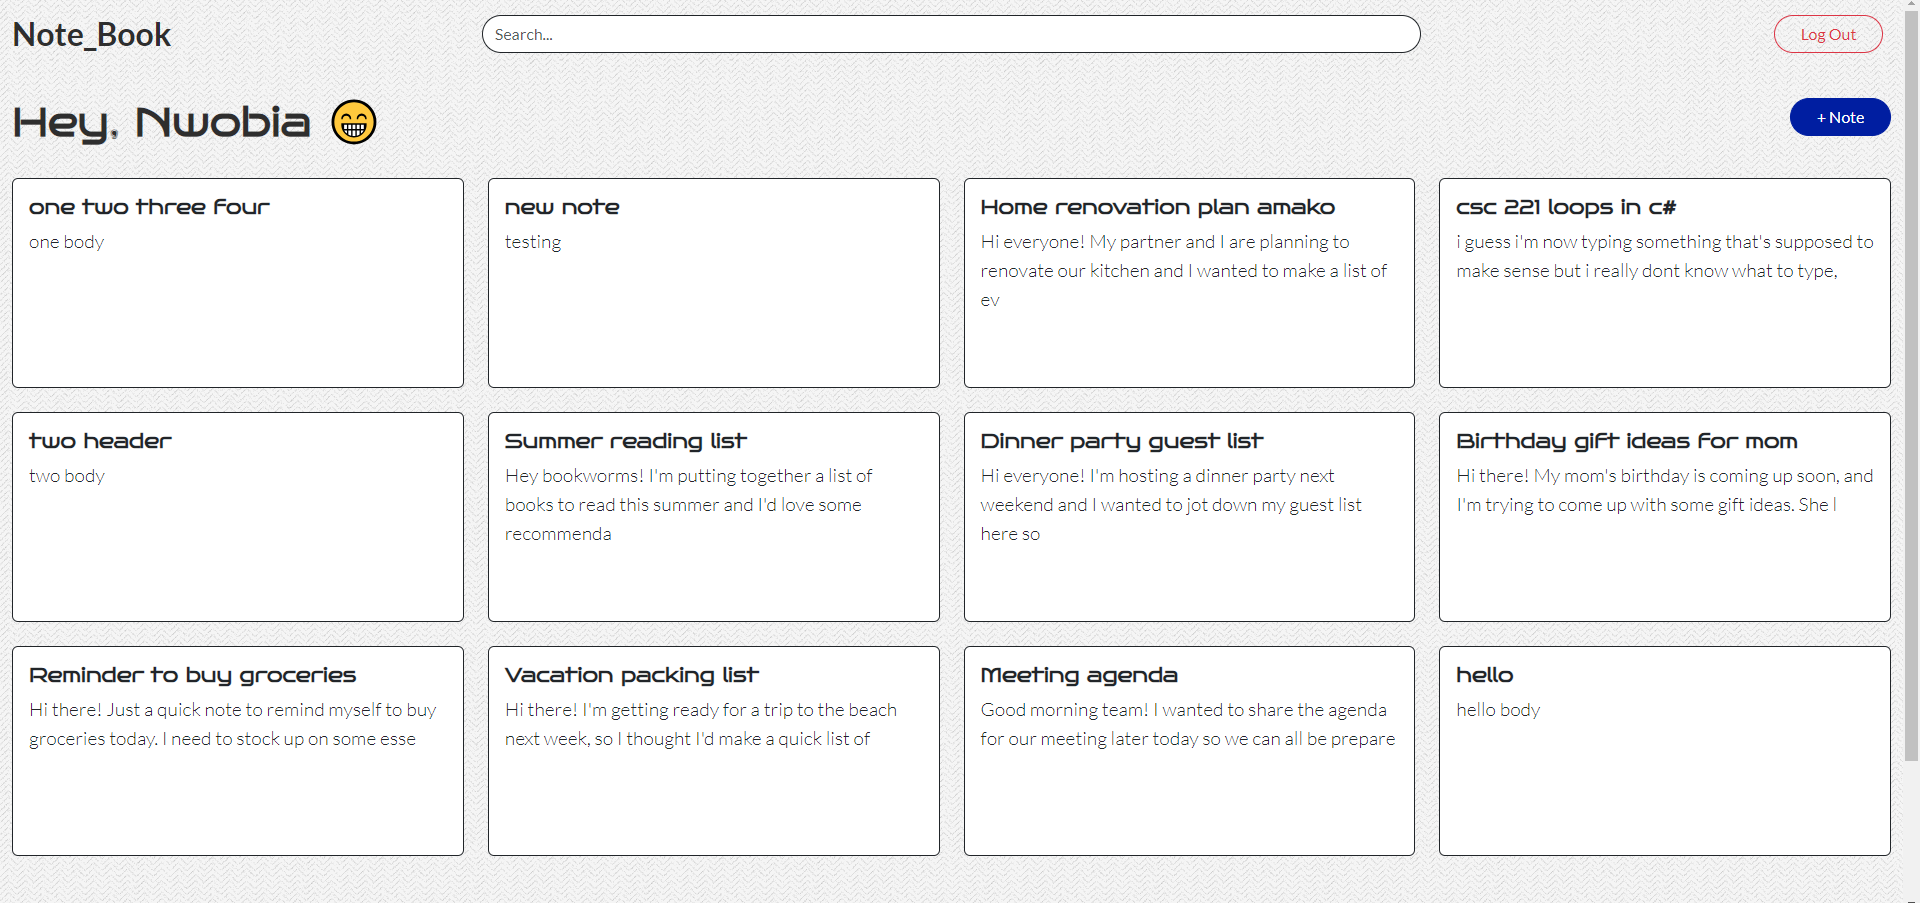 Note_Book
Search...
Log Out
Hey, Nwobia
+ Note
one two three four
one body
new note
testing
Home renovation plan amako
Hi everyone! My partner and I are planning to
renovate our kitchen and I wanted to make a list of
ev
csc 221 loops in c#
i guess i'm now typing something that's supposed to
make sense but i really dont know what to type,
two header
two body
Summer reading list
Hey bookworms! I'm putting together a list of
books to read this summer and I'd love some
recommenda
Dinner party guest list
Hi everyone! I'm hosting a dinner party next
weekend and I wanted to jot down my guest list
here so
Birthday gift ideas for mom
Hi there! My mom's birthday is coming up soon, and
I'm trying to come up with some gift ideas. She l
Reminder to buy groceries
Hi there! Just a quick note to remind myself to buy
groceries today. I need to stock up on some esse
Vacation packing list
Hi there! I'm getting ready for a trip to the beach
next week, so I thought I'd make a quick list of
Meeting agenda
Good morning team! I wanted to share the agenda
for our meeting later today so we can all be prepare
hello
hello body